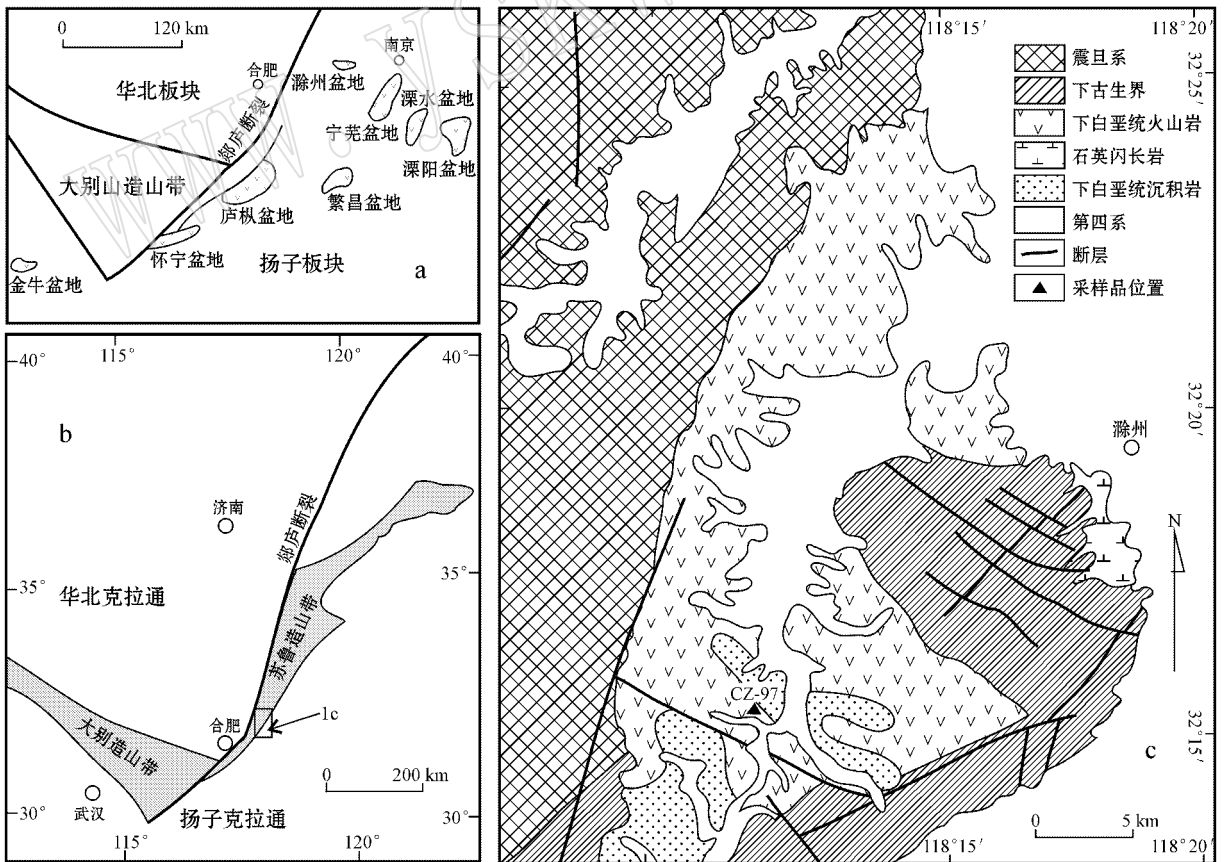 0 120 km
南京
合肥
滁州盆地
华北板块
溧水盆地
郯庐断裂
宁芜盆地
溧阳盆地
大别山造山带
繁昌盆地
庐枞盆地
怀宁盆地
扬子板块
a
金牛盆地
115°
120°
40°
40°
b
济南
郯庐断裂
35°
35°
华北克拉通
苏鲁造山带
1c
合肥
大别造山带
0 200 km
武汉
30°
30°
扬子克拉通
115°
120°
118°15′
118°20′
32°25′
震旦系
下古生界
下白垩统火山岩
石英闪长岩
下白垩统沉积岩
第四系
断层
采样品位置
32°20′
滁州
N
CZ-97
32°15′
c
0 5 km
118°15′
118°20′